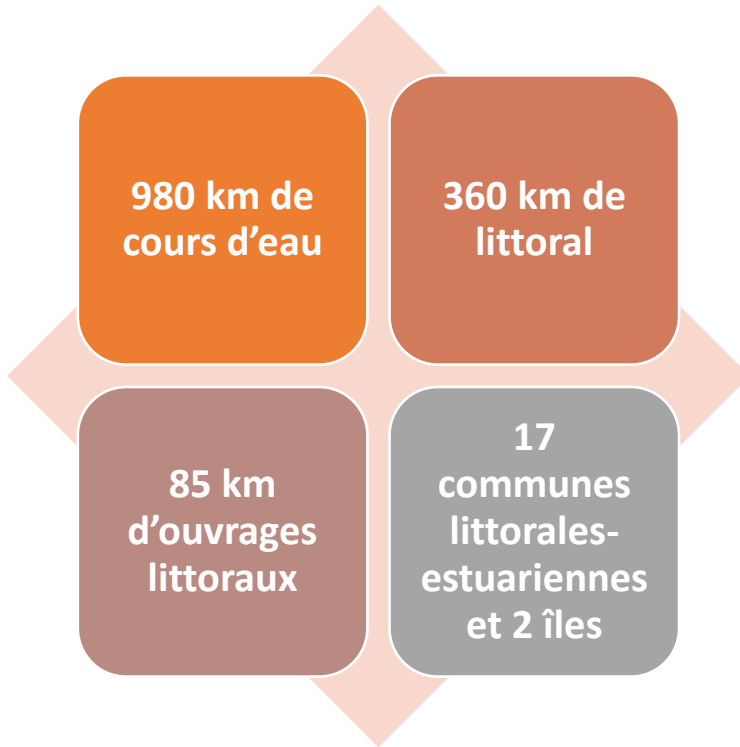 980 km de
cours d’eau
360 km de
littoral
85 km
d’ouvrages
littoraux
17
communes
littorales-
estuariennes
et 2 îles